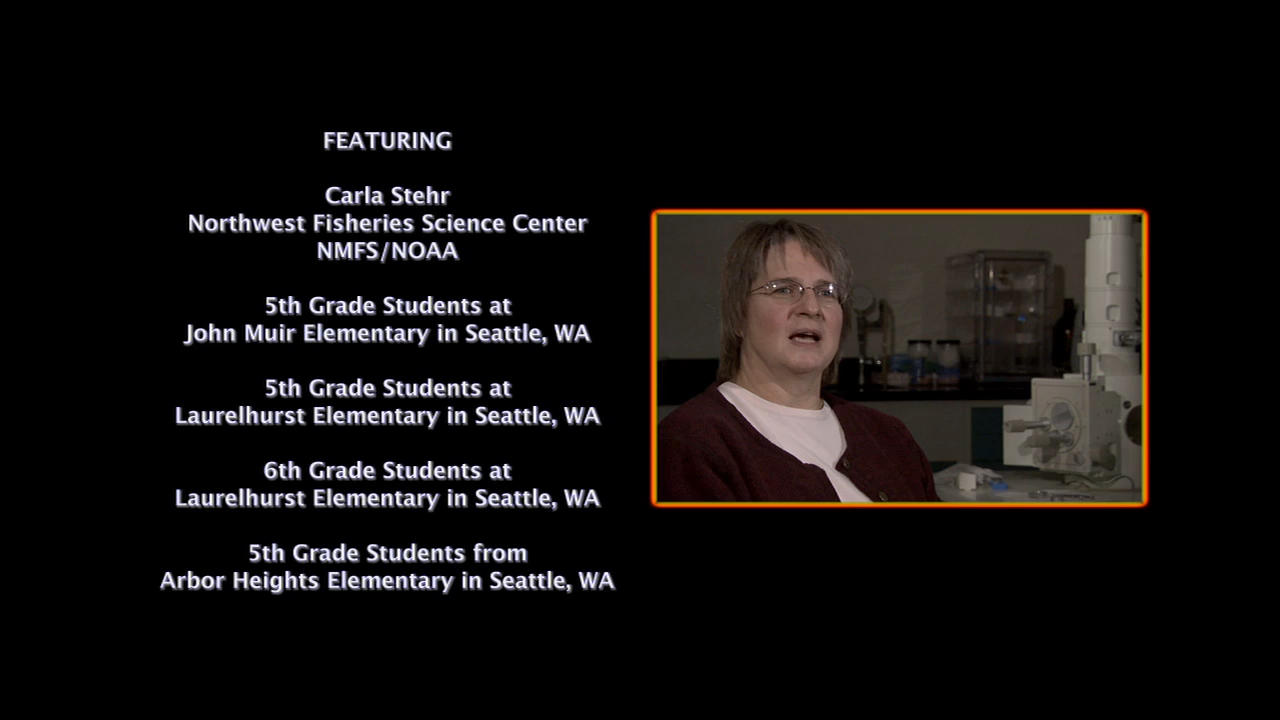 FEATURING
Carla Stehr
Northwest Fisheries Science Center
NMFS/NOAA
5th Grade Students at
John Muir Elementary in Seattle, WA
5th Grade Students at
Laurelhurst Elementary in Seattle, WA
6th Grade Students at
Laurelhurst Elementary in Seattle, WA
5th Grade Students from
Arbor Heights Elementary in Seattle, WA